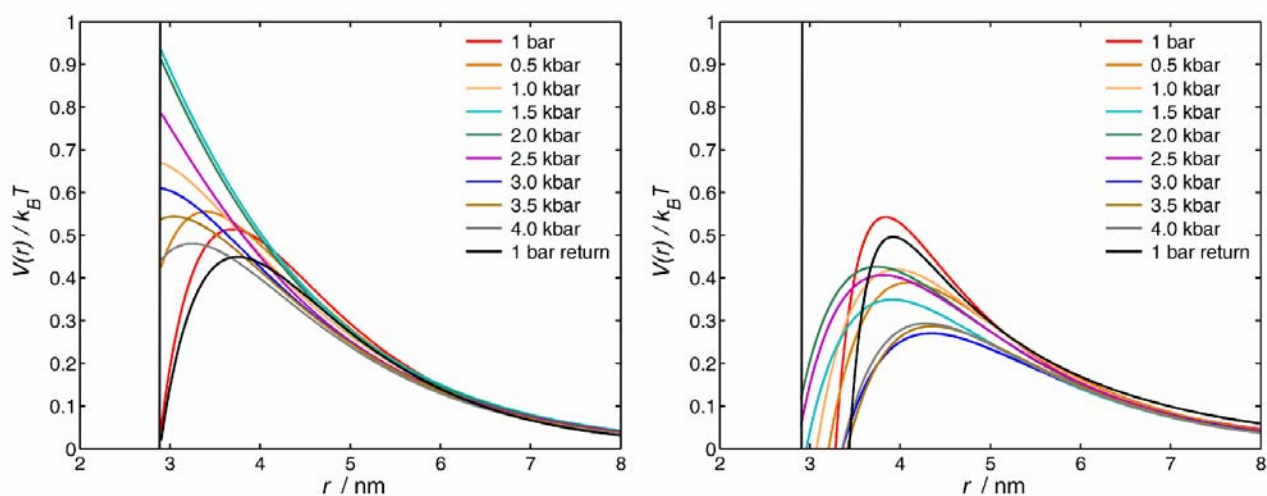 1
0.9
0.8
0.7
0.6
0.5
0.4
0.3
0.2
0.1
0
V(r) / k_B T
2 3 4 5 6 7 8
r / nm
1 bar
0.5 kbar
1.0 kbar
1.5 kbar
2.0 kbar
2.5 kbar
3.0 kbar
3.5 kbar
4.0 kbar
1 bar return
1
0.9
0.8
0.7
0.6
0.5
0.4
0.3
0.2
0.1
0
V(r) / k_B T
2 3 4 5 6 7 8
r / nm
1 bar
0.5 kbar
1.0 kbar
1.5 kbar
2.0 kbar
2.5 kbar
3.0 kbar
3.5 kbar
4.0 kbar
1 bar return